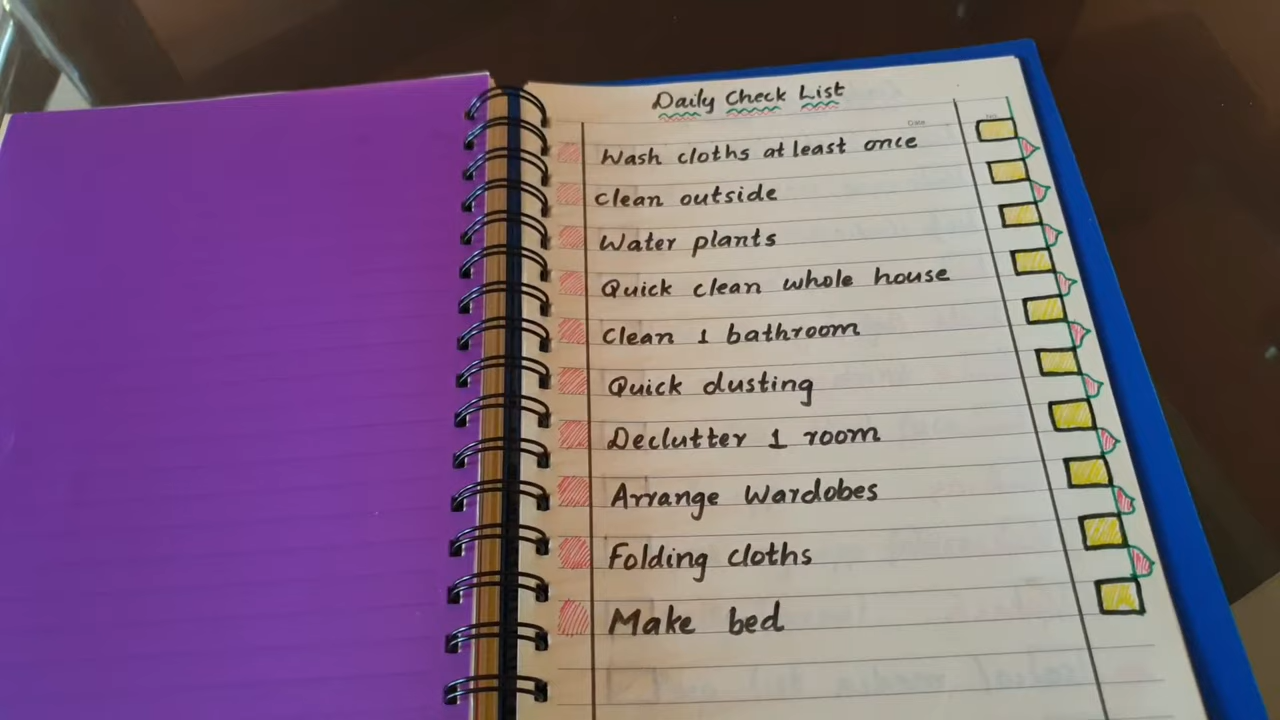 Daily Check List
Date
Wash cloths at least once
Clean outside
Water plants
Quick clean whole house
Clean 1 bathroom
Quick dusting
Declutter 1 room
Arrange Wardobes
Folding cloths
Make bed